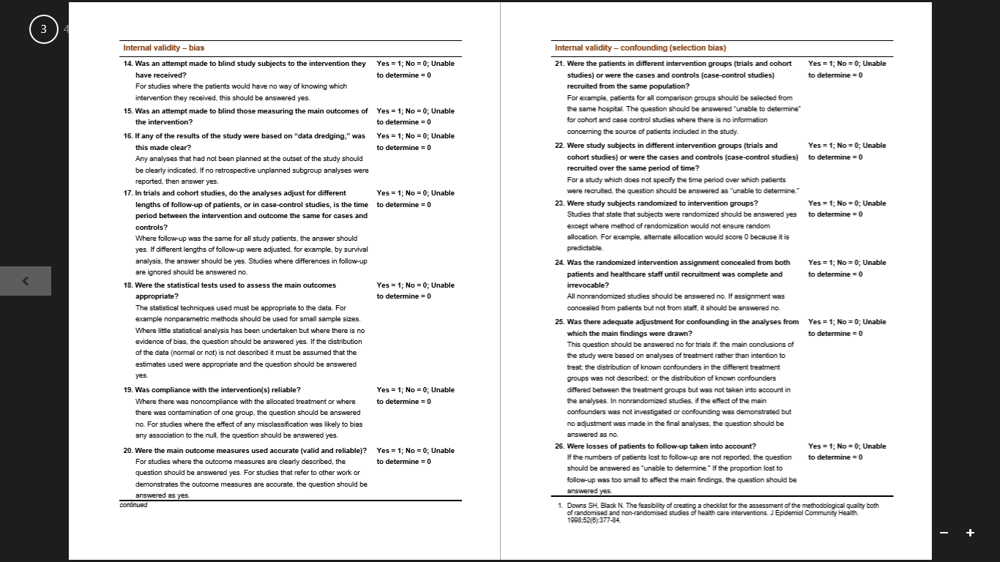 3
4
Internal validity – bias
14. Was an attempt made to blind study subjects to the intervention they
have received?
For studies where the patients would have no way of knowing which
intervention they received, this should be answered yes.
Yes = 1; No = 0; Unable
to determine = 0
15. Was an attempt made to blind those measuring the main outcomes of
the intervention?
Yes = 1; No = 0; Unable
to determine = 0
16. If any of the results of the study were based on “data dredging,” was
this made clear?
Any analyses that had not been planned at the outset of the study should
be clearly indicated. If no retrospective unplanned subgroup analyses were
reported, then answer yes.
Yes = 1; No = 0; Unable
to determine = 0
17. In trials and cohort studies, do the analyses adjust for different
lengths of follow-up of patients, or in case-control studies, is the time
period between the intervention and outcome the same for cases and
controls?
Where follow-up was the same for all study patients, the answer should
yes. If different lengths of follow-up were adjusted, for example, by survival
analysis, the answer should be yes. Studies where differences in follow-up
are ignored should be answered no.
Yes = 1; No = 0; Unable
to determine = 0
18. Were the statistical tests used to assess the main outcomes
appropriate?
The statistical techniques used must be appropriate to the data. For
example nonparametric methods should be used for small sample sizes.
Where little statistical analysis has been undertaken but where there is no
evidence of bias, the question should be answered yes. If the distribution
of the data (normal or not) is not described it must be assumed that the
estimates used were appropriate and the question should be answered
yes.
Yes = 1; No = 0; Unable
to determine = 0
19. Was compliance with the intervention(s) reliable?
Where there was noncompliance with the allocated treatment or where
there was contamination of one group, the question should be answered
no. For studies where the effect of any misclassification was likely to bias
any association to the null, the question should be answered yes.
Yes = 1; No = 0; Unable
to determine = 0
20. Were the main outcome measures used accurate (valid and reliable)?
For studies where the outcome measures are clearly described, the
question should be answered yes. For studies that refer to other work or
demonstrates the outcome measures are accurate, the question should be
answered as yes.
Yes = 1; No = 0; Unable
to determine = 0
continued
Internal validity – confounding (selection bias)
21. Were the patients in different intervention groups (trials and cohort
studies) or were the cases and controls (case-control studies)
recruited from the same population?
For example, patients for all comparison groups should be selected from
the same hospital. The question should be answered “unable to determine”
for cohort and case control studies where there is no information
concerning the source of patients included in the study.
Yes = 1; No = 0; Unable
to determine = 0
22. Were study subjects in different intervention groups (trials and
cohort studies) or were the cases and controls (case-control studies)
recruited over the same period of time?
For a study which does not specify the time period over which patients
were recruited, the question should be answered as “unable to determine.”
Yes = 1; No = 0; Unable
to determine = 0
23. Were study subjects randomized to intervention groups?
Studies that state that subjects were randomized should be answered yes
except where method of randomization would not ensure random
allocation. For example, alternate allocation would score 0 because it is
predictable.
Yes = 1; No = 0; Unable
to determine = 0
24. Was the randomized intervention assignment concealed from both
patients and healthcare staff until recruitment was complete and
irrevocable?
All nonrandomized studies should be answered no. If assignment was
concealed from patients but not from staff, it should be answered no.
Yes = 1; No = 0; Unable
to determine = 0
25. Was there adequate adjustment for confounding in the analyses from
which the main findings were drawn?
This question should be answered no for trials if: the main conclusions of
the study were based on analyses of treatment rather than intention to
treat; the distribution of known confounders in the different treatment
groups was not described; or the distribution of known confounders
differed between the treatment groups but was not taken into account in
the analyses. In nonrandomized studies, if the effect of the main
confounders was not investigated or confounding was demonstrated but
no adjustment was made in the final analyses, the question should be
answered as no.
Yes = 1; No = 0; Unable
to determine = 0
26. Were losses of patients to follow-up taken into account?
If the numbers of patients lost to follow-up are not reported, the question
should be answered as “unable to determine.” If the proportion lost to
follow-up was too small to affect the main findings, the question should be
answered yes.
Yes = 1; No = 0; Unable
to determine = 0
1. Downs SH, Black N. The feasibility of creating a checklist for the assessment of the methodological quality both
of randomised and non-randomised studies of health care interventions. J Epidemiol Community Health.
1998;52(6):377-84.